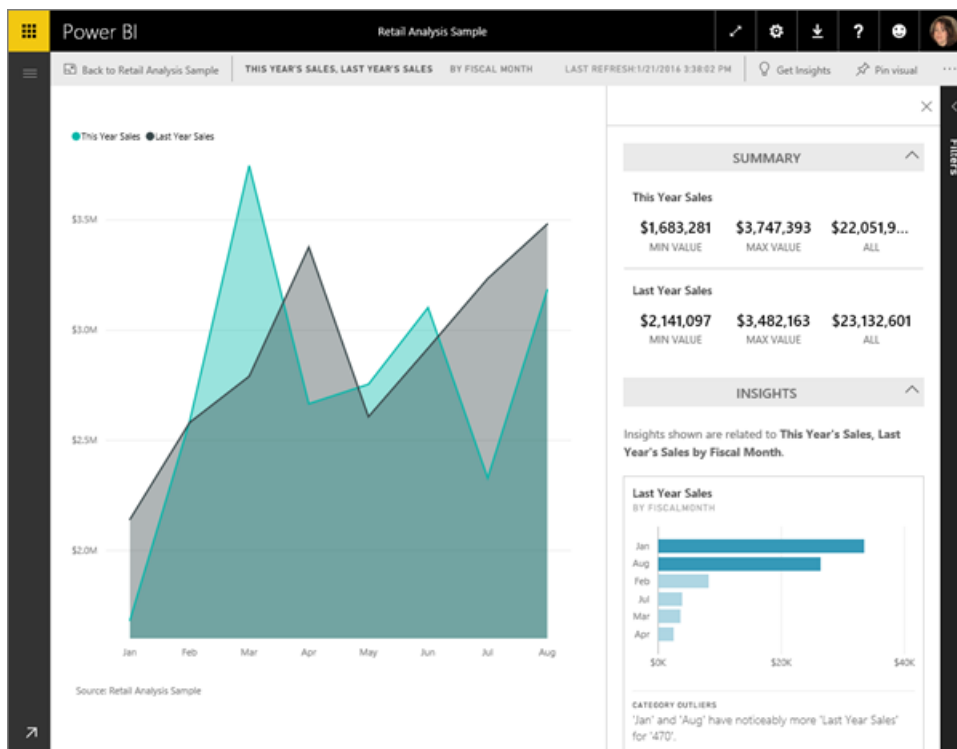 Power BI
Retail Analysis Sample
?
Back to Retail Analysis Sample
THIS YEAR'S SALES, LAST YEAR'S SALES BY FISCAL MONTH
LAST REFRESH:1/21/2016 3:38:02 PM
Get Insights
Pin visual
...
Filters
This Year Sales Last Year Sales
$3.5M
$3.0M
$2.5M
$2.0M
Jan Feb Mar Apr May Jun Jul Aug
Source: Retail Analysis Sample
SUMMARY
This Year Sales
$1,683,281 $3,747,393 $22,051,9...
MIN VALUE MAX VALUE ALL
Last Year Sales
$2,141,097 $3,482,163 $23,132,601
MIN VALUE MAX VALUE ALL
INSIGHTS
Insights shown are related to This Year's Sales, Last
Year's Sales by Fiscal Month.
Last Year Sales
BY FISCALMONTH
Jan
Aug
Feb
Jul
Mar
Apr
$0K $20K $40K
CATEGORY OUTLIERS
'Jan' and 'Aug' have noticeably more 'Last Year Sales'
for '470'.